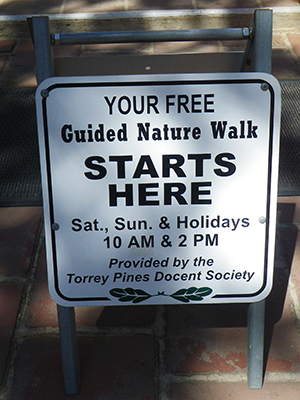 YOUR FREE
Guided Nature Walk
STARTS
HERE
Sat., Sun. & Holidays
10 AM & 2 PM
Provided by the
Torrey Pines Docent Society